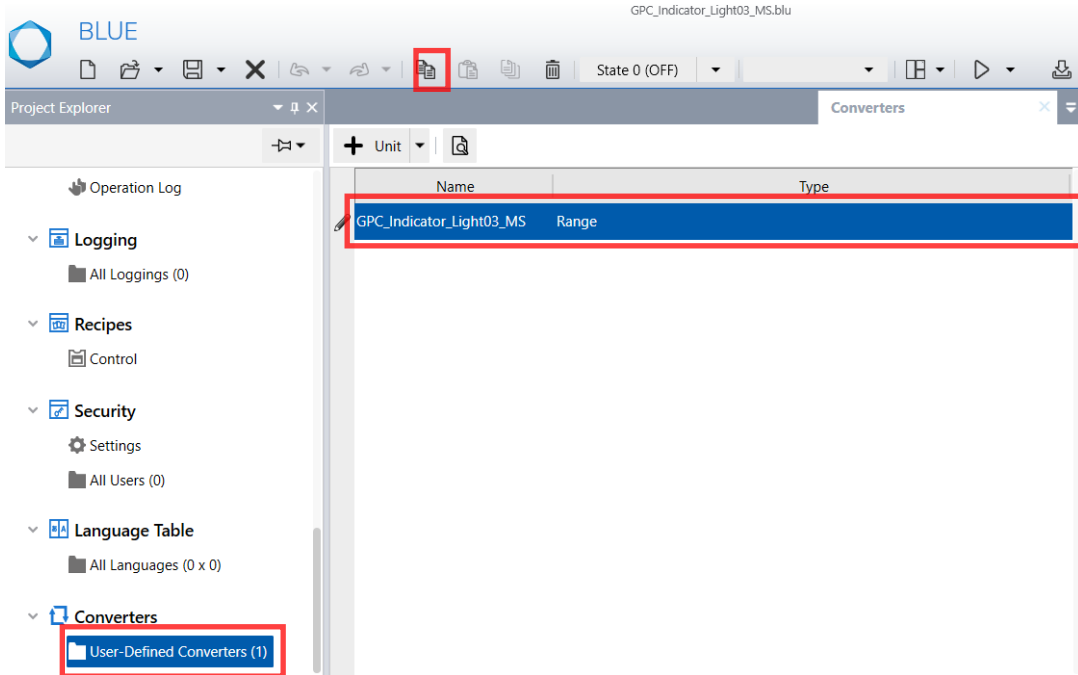 GPC_Indicator_Light03_MS.blu
BLUE
State 0 (OFF)
Project Explorer
Converters
Unit
Name Type
GPC_Indicator_Light03_MS Range
Operation Log
Logging
All Loggings (0)
Recipes
Control
Security
Settings
All Users (0)
Language Table
All Languages (0 x 0)
Converters
User-Defined Converters (1)